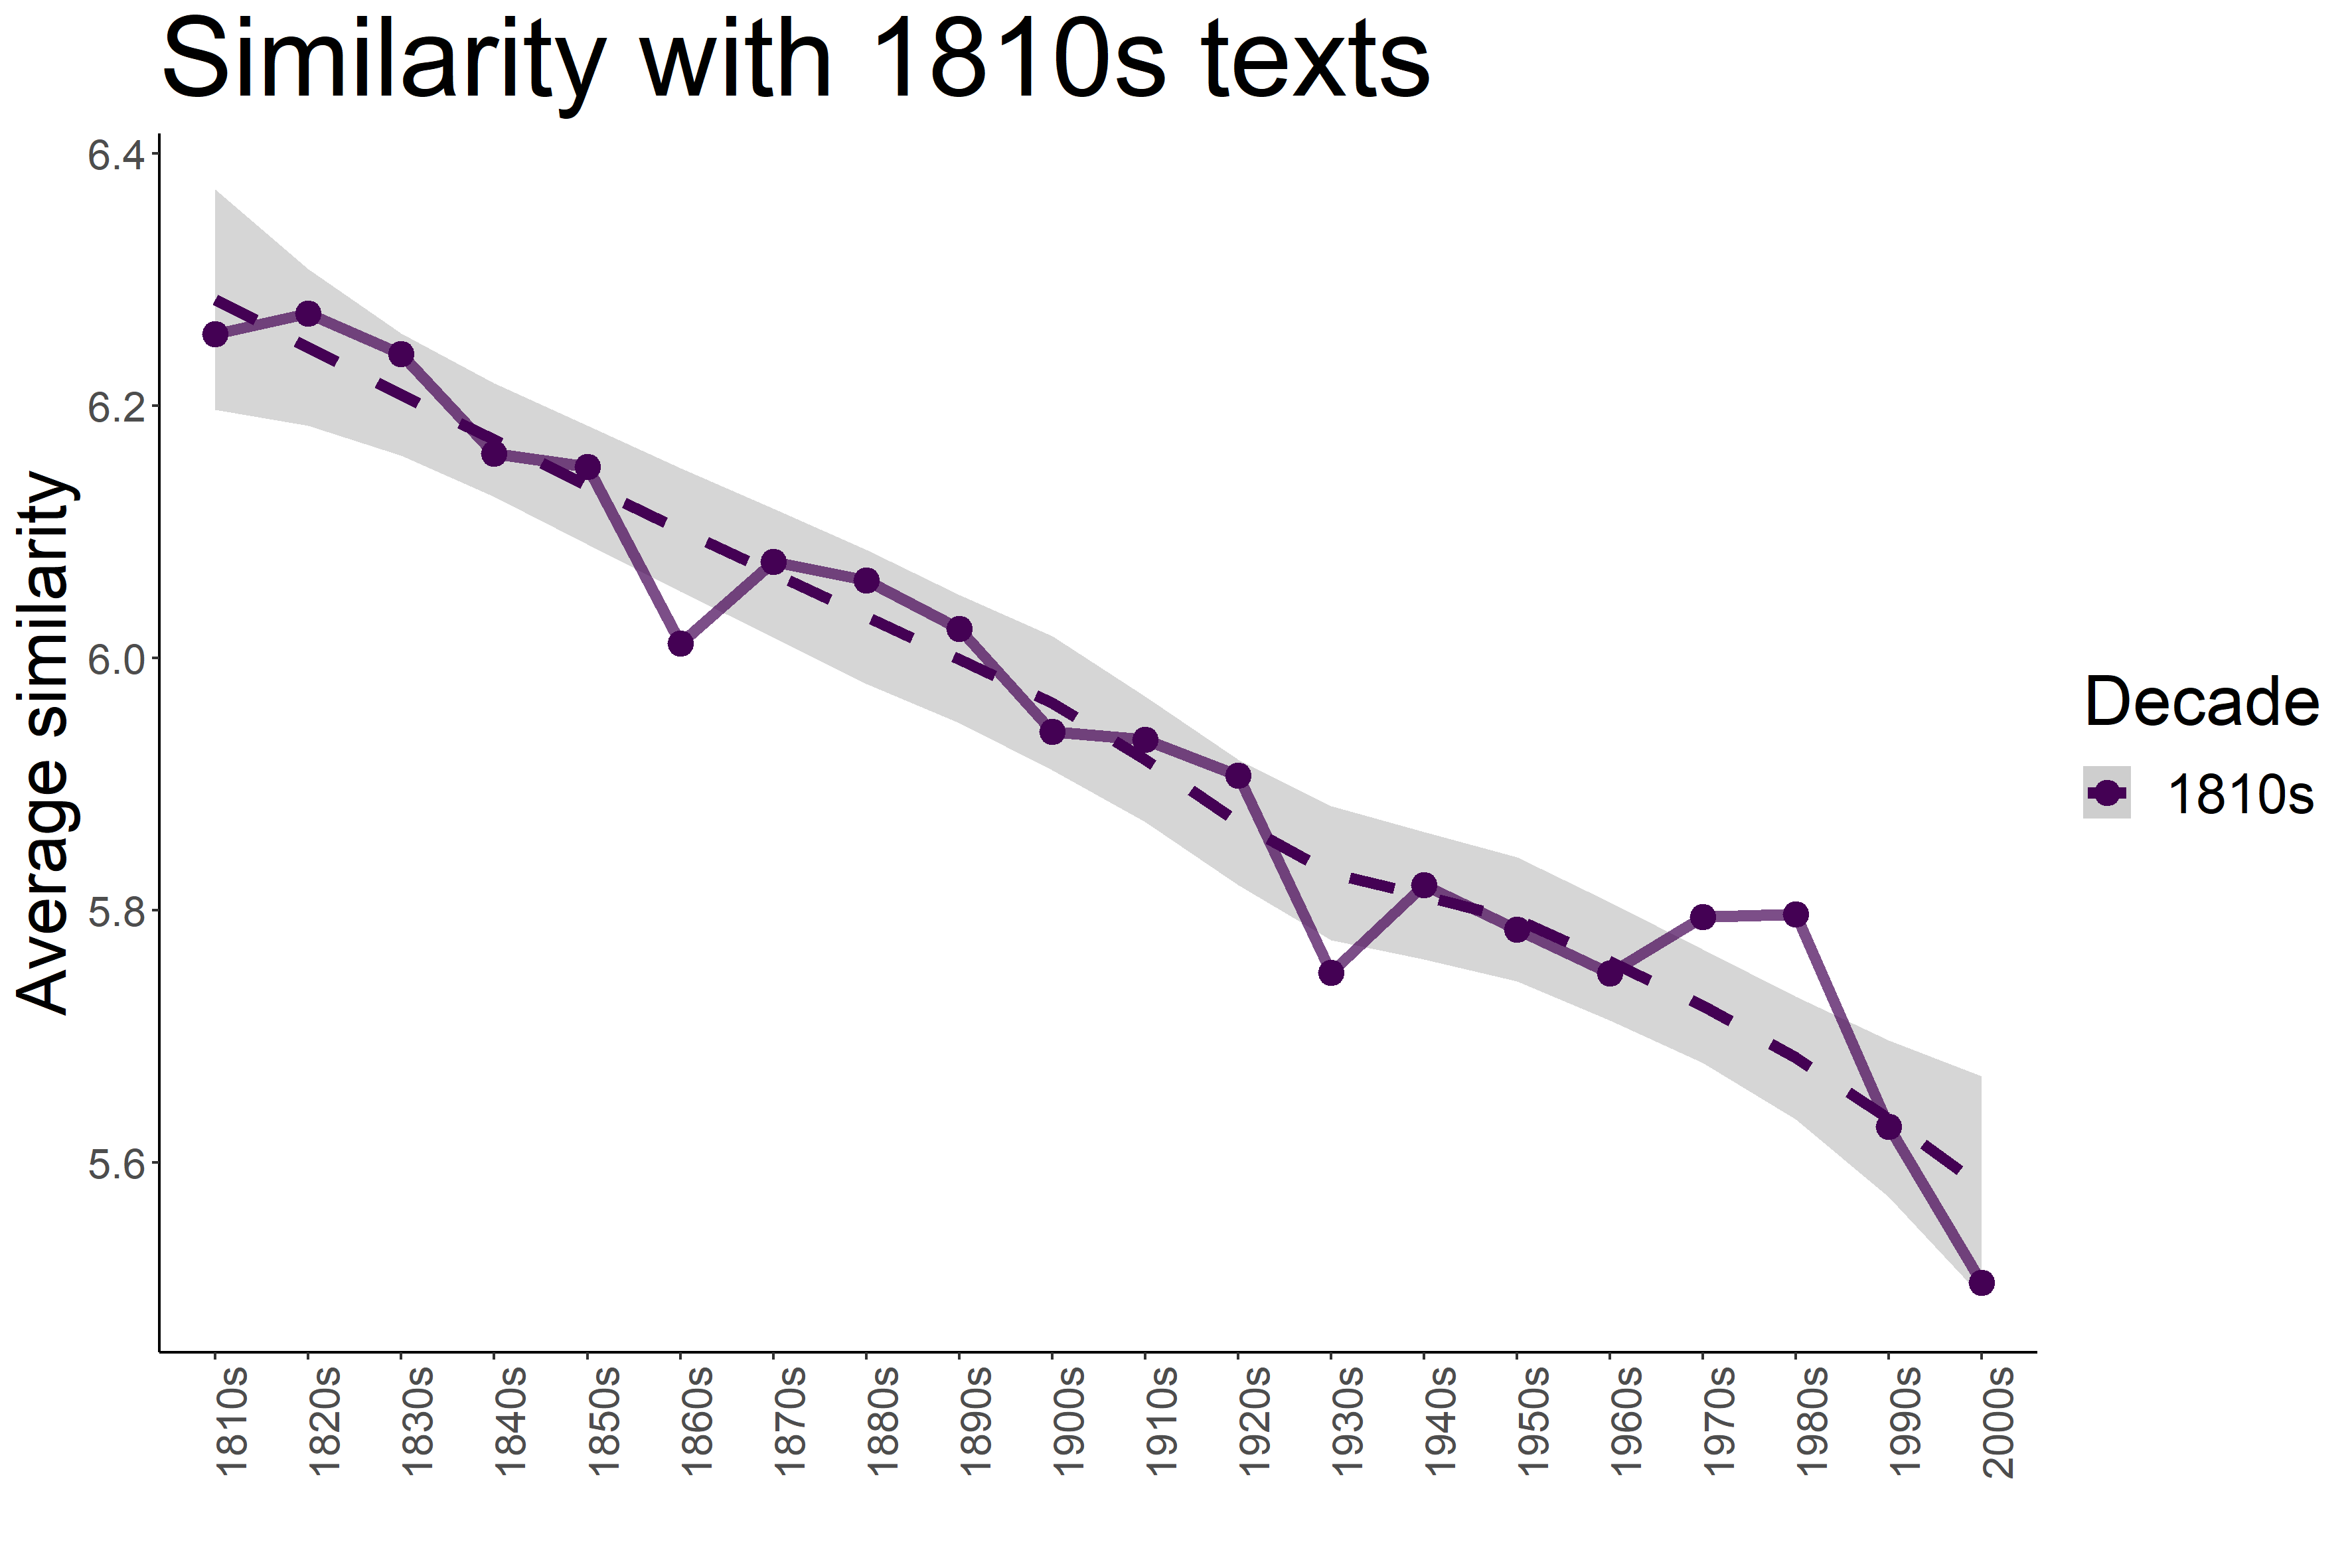 Similarity with 1810s texts
Average similarity
6.4
6.2
6.0
5.8
5.6
1810s
1820s
1830s
1840s
1850s
1860s
1870s
1880s
1890s
1900s
1910s
1920s
1930s
1940s
1950s
1960s
1970s
1980s
1990s
2000s
Decade
1810s